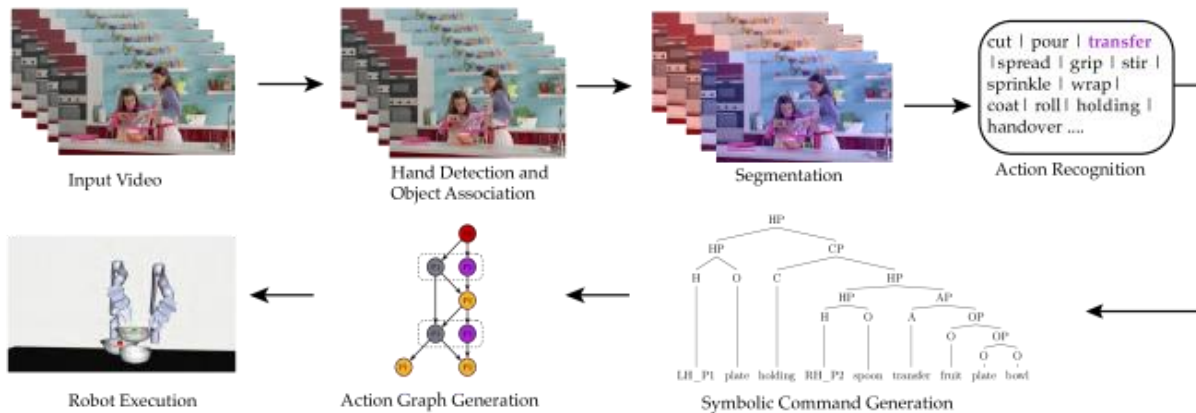 Input Video
Hand Detection and
Object Association
Segmentation
cut | pour | transfer
|spread | grip | stir |
sprinkle | wrap|
coat| roll| holding |
handover ....
Action Recognition
HP
HP CP
H O C HP
HP AP
H O A OP
O OP
O O
LH_P1 plate holding RH_P2 spoon transfer fruit plate bowl
Robot Execution
Action Graph Generation
Symbolic Command Generation